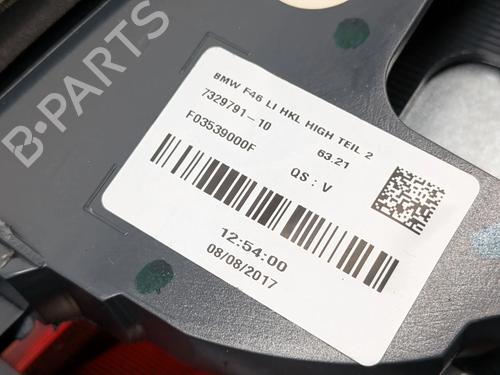 B-PARTS
BMW F46 LI HKL HIGH TEIL 2
7329791-10
63.21
F03539000F
QS: V
12:54:00
08/08/2017